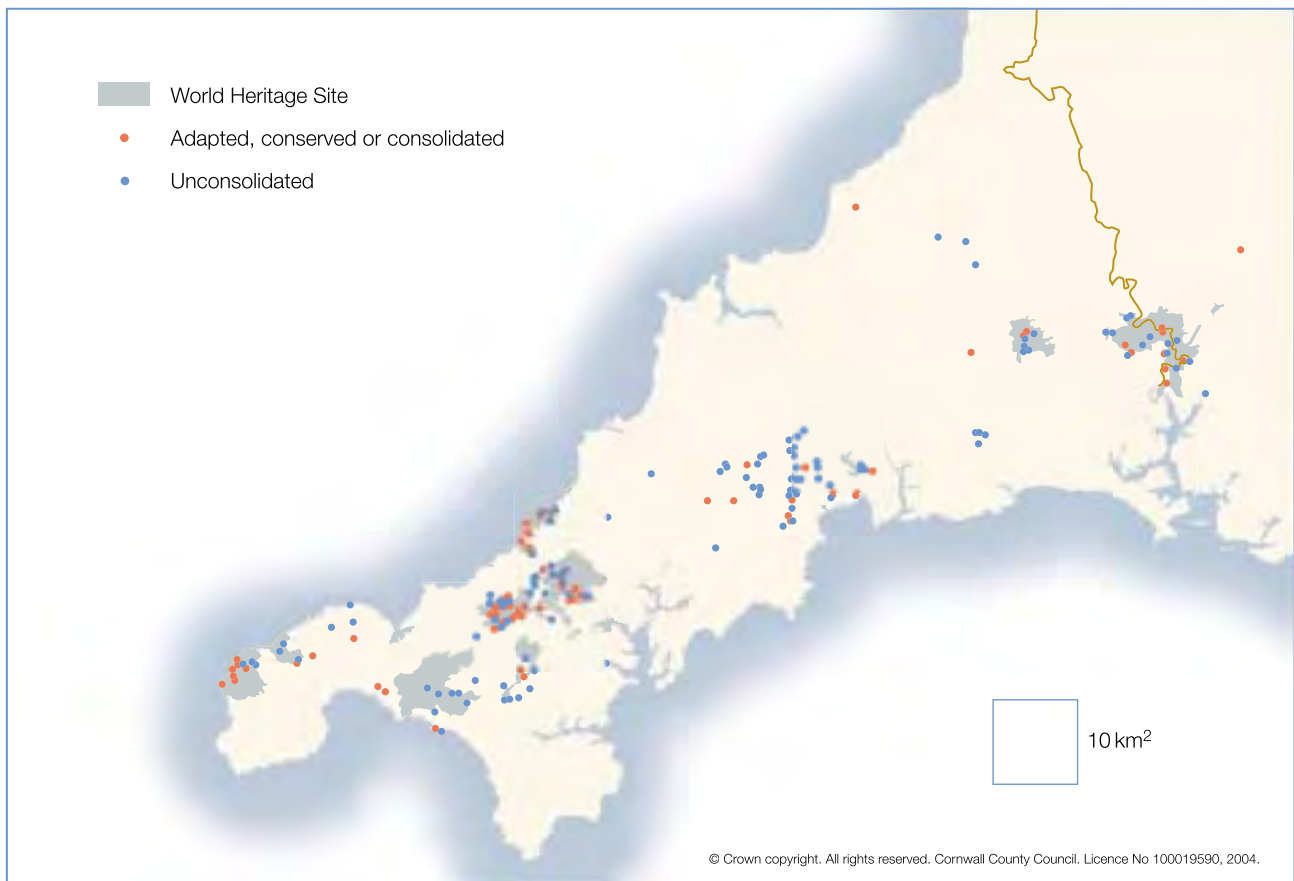 World Heritage Site
Adapted, conserved or consolidated
Unconsolidated
10 km²
© Crown copyright. All rights reserved. Cornwall County Council. Licence No 100019590, 2004.